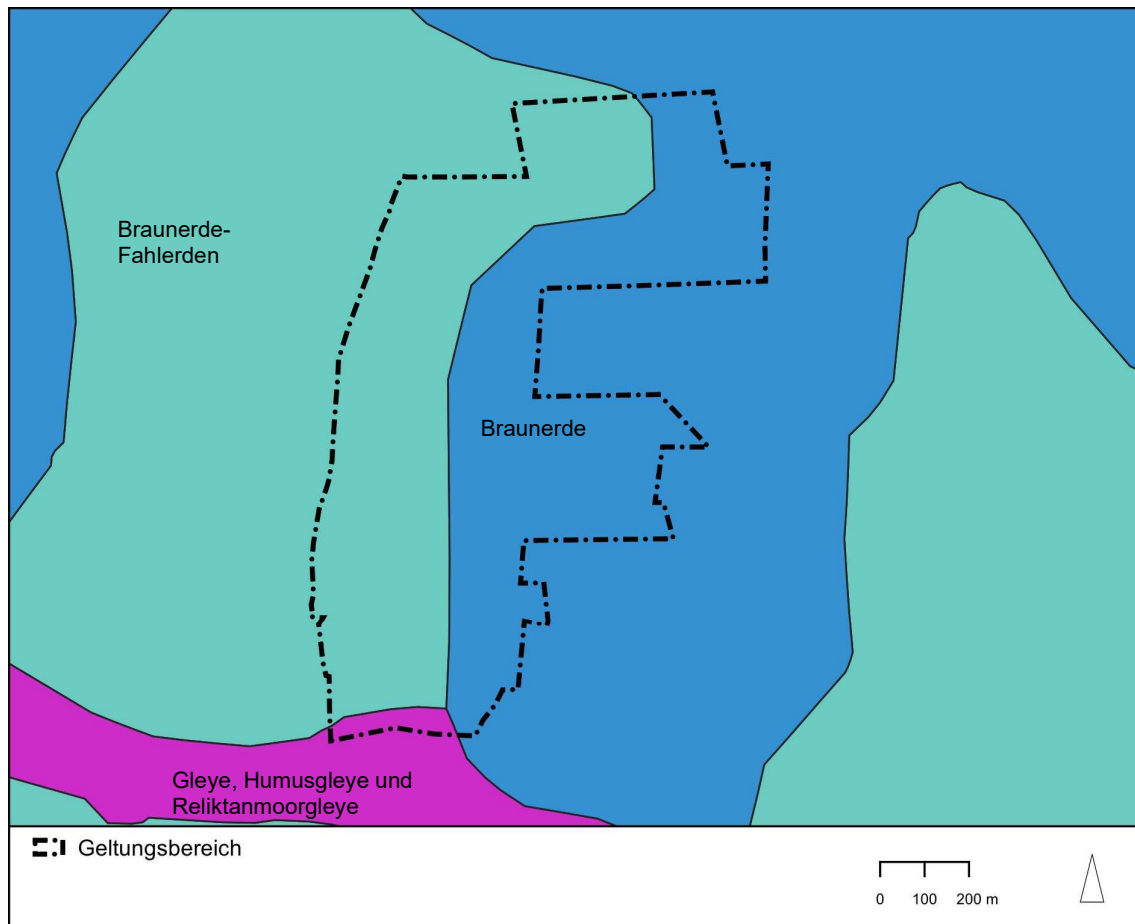 Braunerde-
Fahlerden
Braunerde
Gleye, Humusgleye und
Reliktanmoorgleye
Geltungsbereich
0 100 200 m